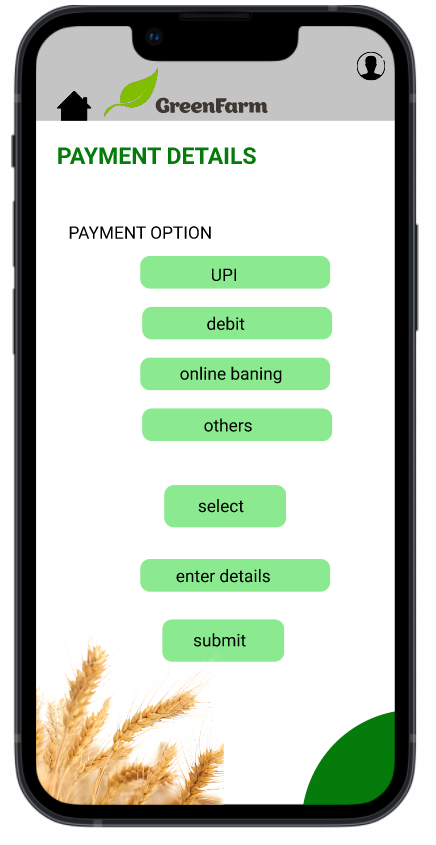 GreenFarm
PAYMENT DETAILS
PAYMENT OPTION
UPI
debit
online baning
others
select
enter details
submit